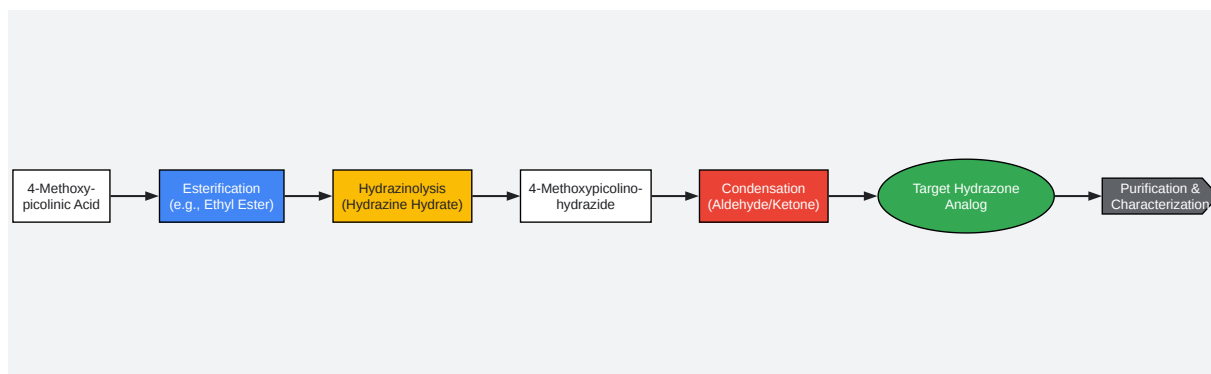 4-Methoxy-
picolinic Acid
Esterification
(e.g., Ethyl Ester)
Hydrazinolysis
(Hydrazine Hydrate)
4-Methoxypicolino-
hydrazide
Condensation
(Aldehyde/Ketone)
Target Hydrazone
Analog
Purification &
Characterization